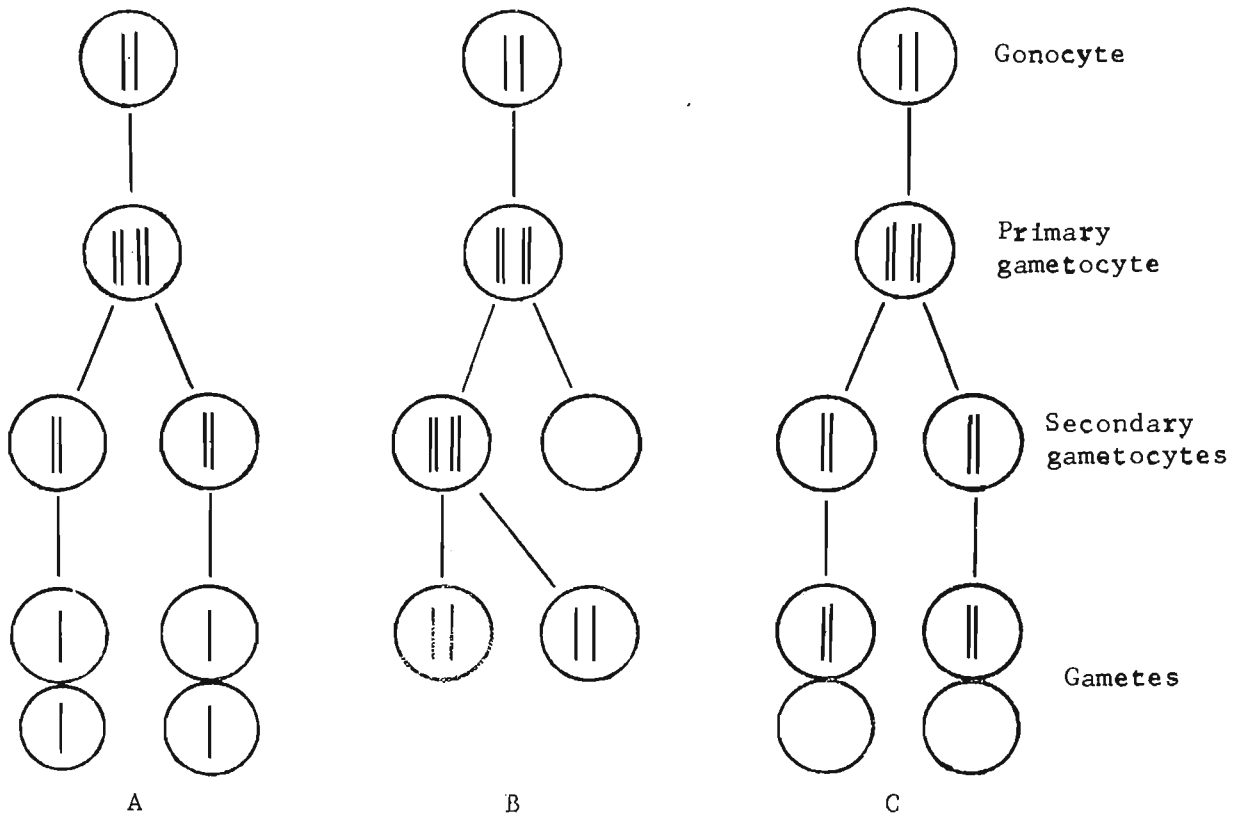 Gonocyte
Primary
gametocyte
Secondary
gametocytes
Gametes
A
B
C